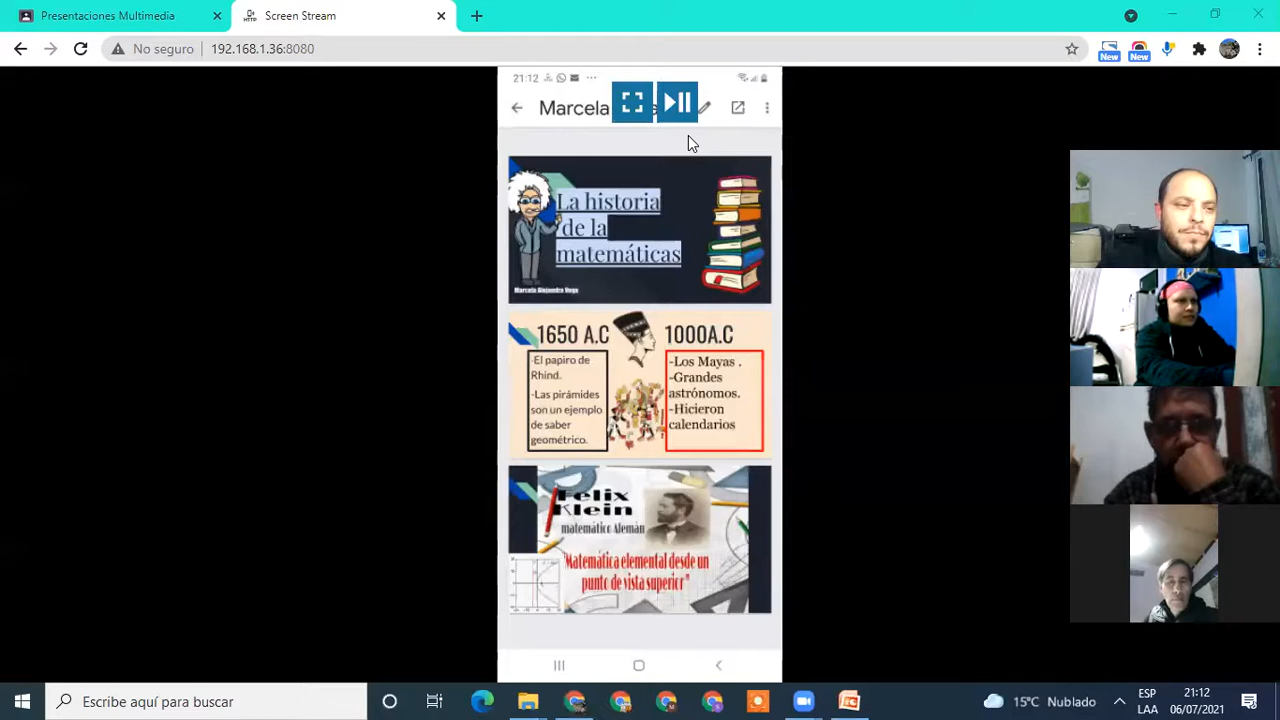 Presentaciones Multimedia
Screen Stream
No seguro
192.168.1.36:8080
New
New
21:12
Marcela
La historia
de la
matemáticas
Marcela Alejandra Vega
1650 A.C
1000A.C
-El papiro de
Rhind.
-Las pirámides
son un ejemplo
de saber
geométrico.
-Los Mayas .
-Grandes
astrónomos.
-Hicieron
calendarios
Felix
Klein
matemático Alemán
"Matemática elemental desde un
punto de vista superior"
Escribe aquí para buscar
15°C Nublado
ESP
LAA
21:12
06/07/2021